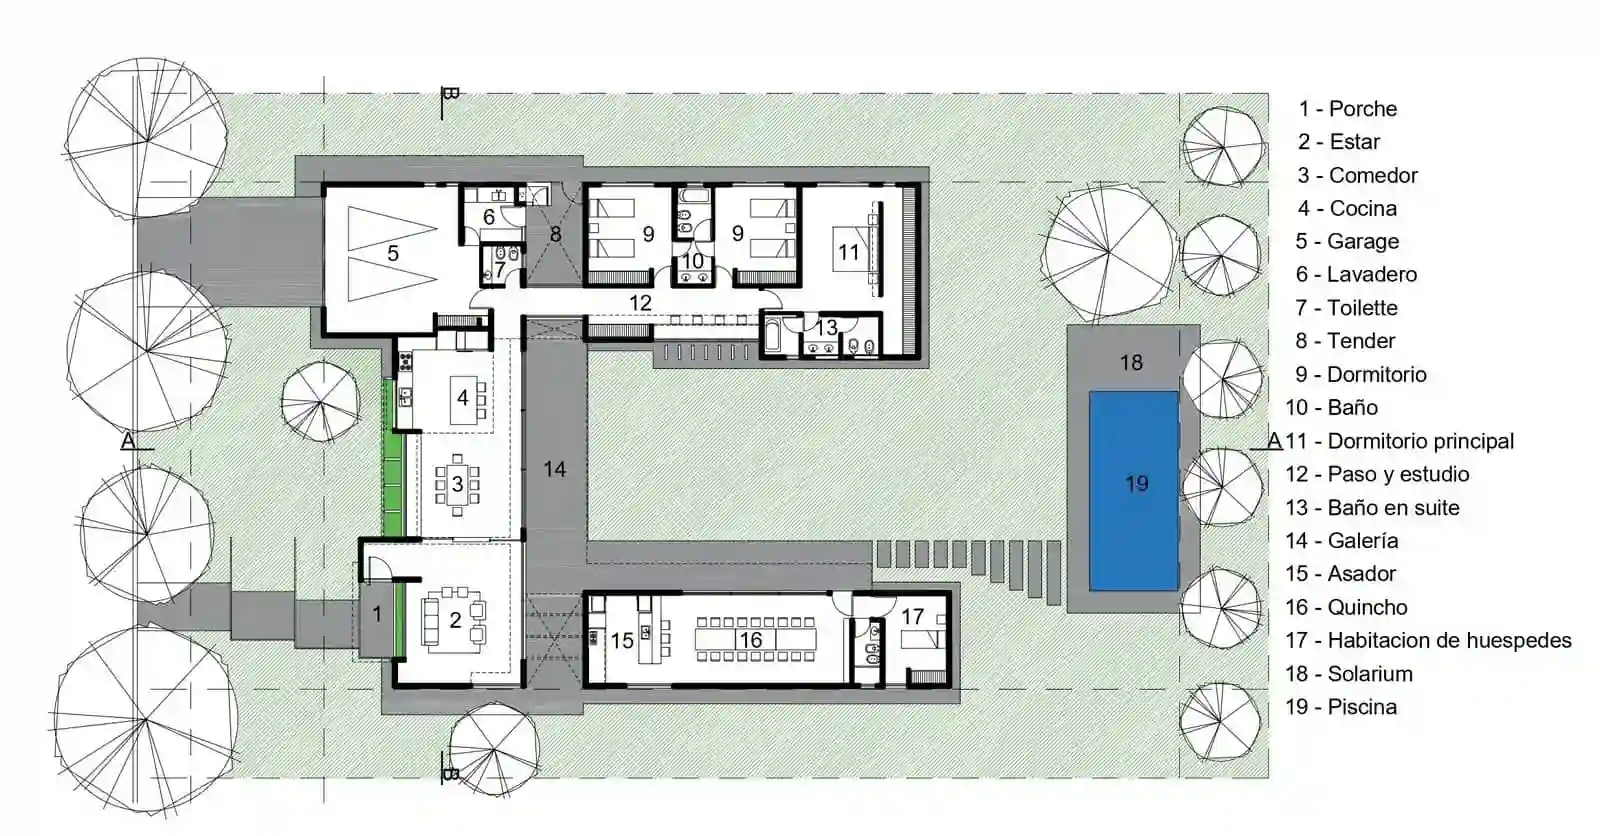 B
5
6
7
8
9
10
9
11
12
13
4
3
14
A
1
2
15
16
17
18
19
A
B
1 - Porche
2 - Estar
3 - Comedor
4 - Cocina
5 - Garage
6 - Lavadero
7 - Toilette
8 - Tender
9 - Dormitorio
10 - Baño
11 - Dormitorio principal
12 - Paso y estudio
13 - Baño en suite
14 - Galería
15 - Asador
16 - Quincho
17 - Habitacion de huespedes
18 - Solarium
19 - Piscina